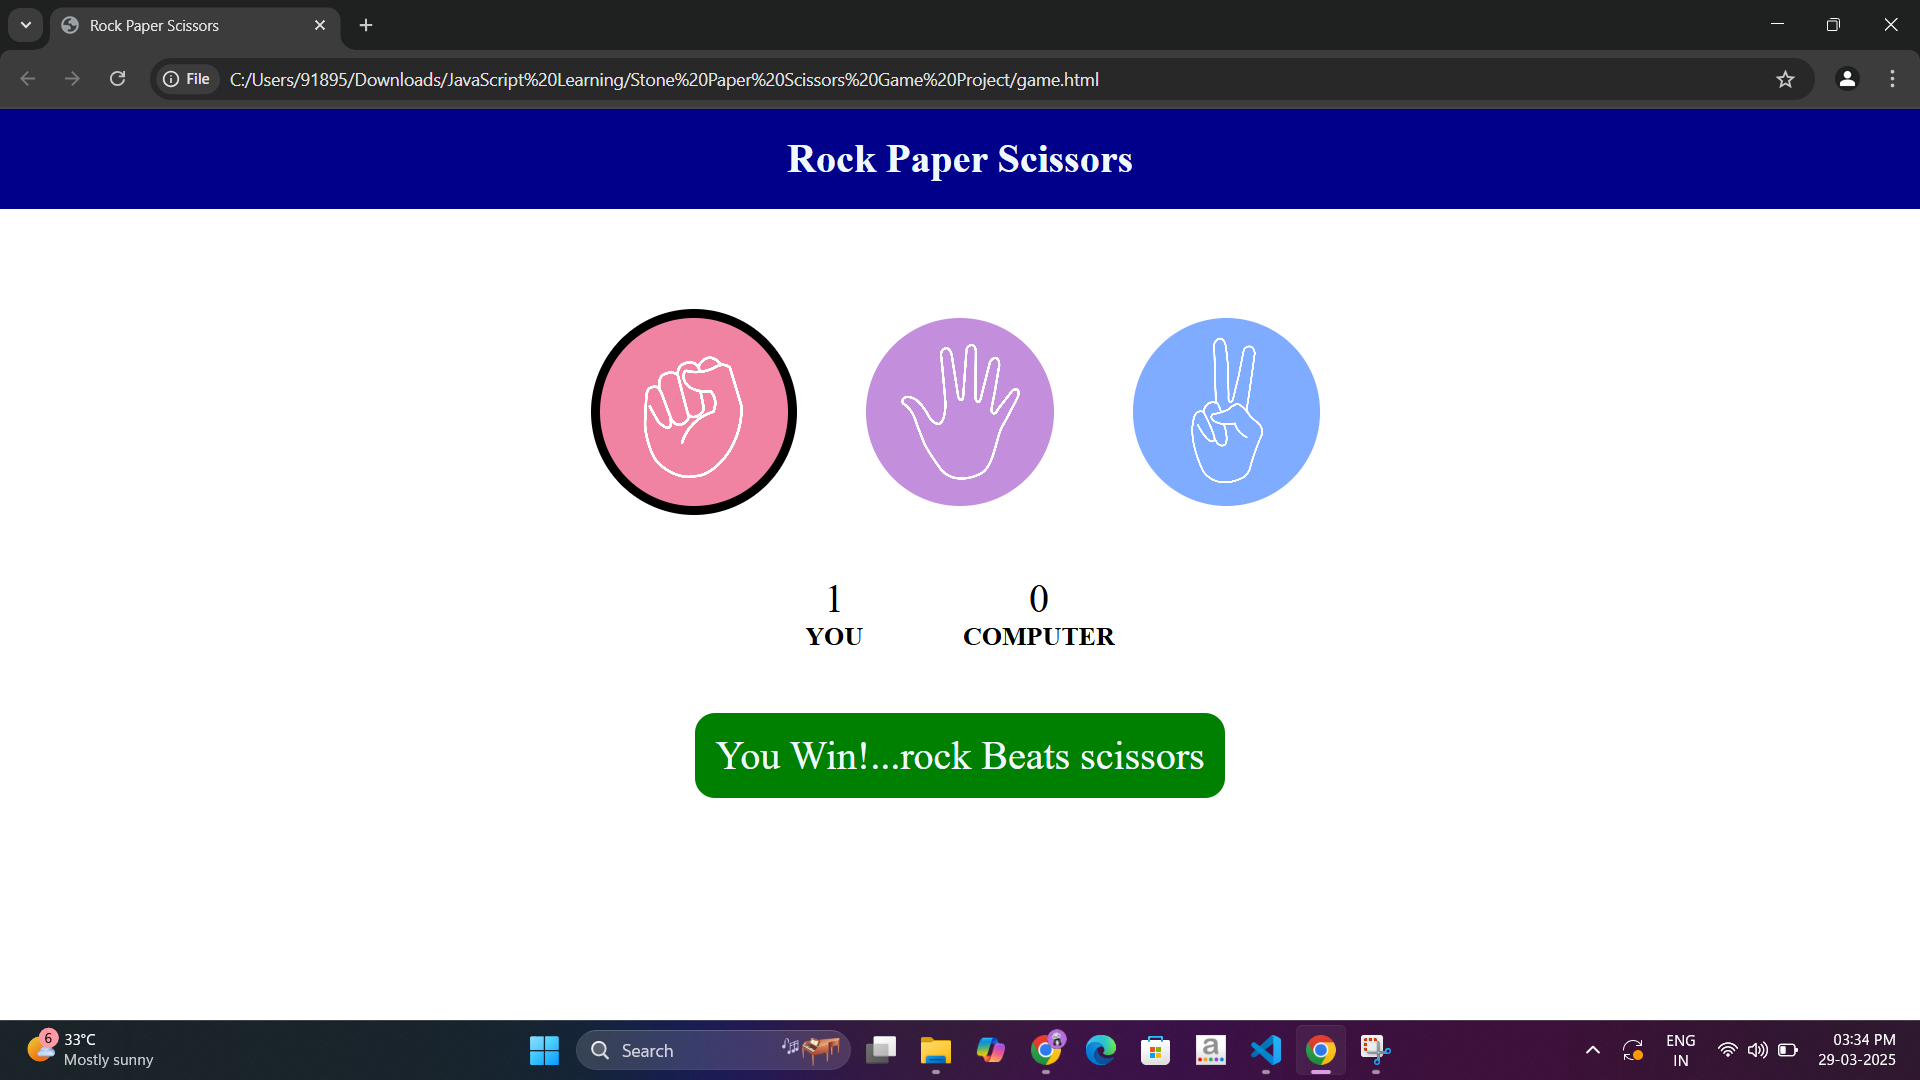 Rock Paper Scissors
File
C:/Users/91895/Downloads/JavaScript%20Learning/Stone%20Paper%20Scissors%20Game%20Project/game.html
Rock Paper Scissors
1
0
YOU
COMPUTER
You Win!...rock Beats scissors
6
33°C
Mostly sunny
Search
a
ENG
IN
03:34 PM
29-03-2025